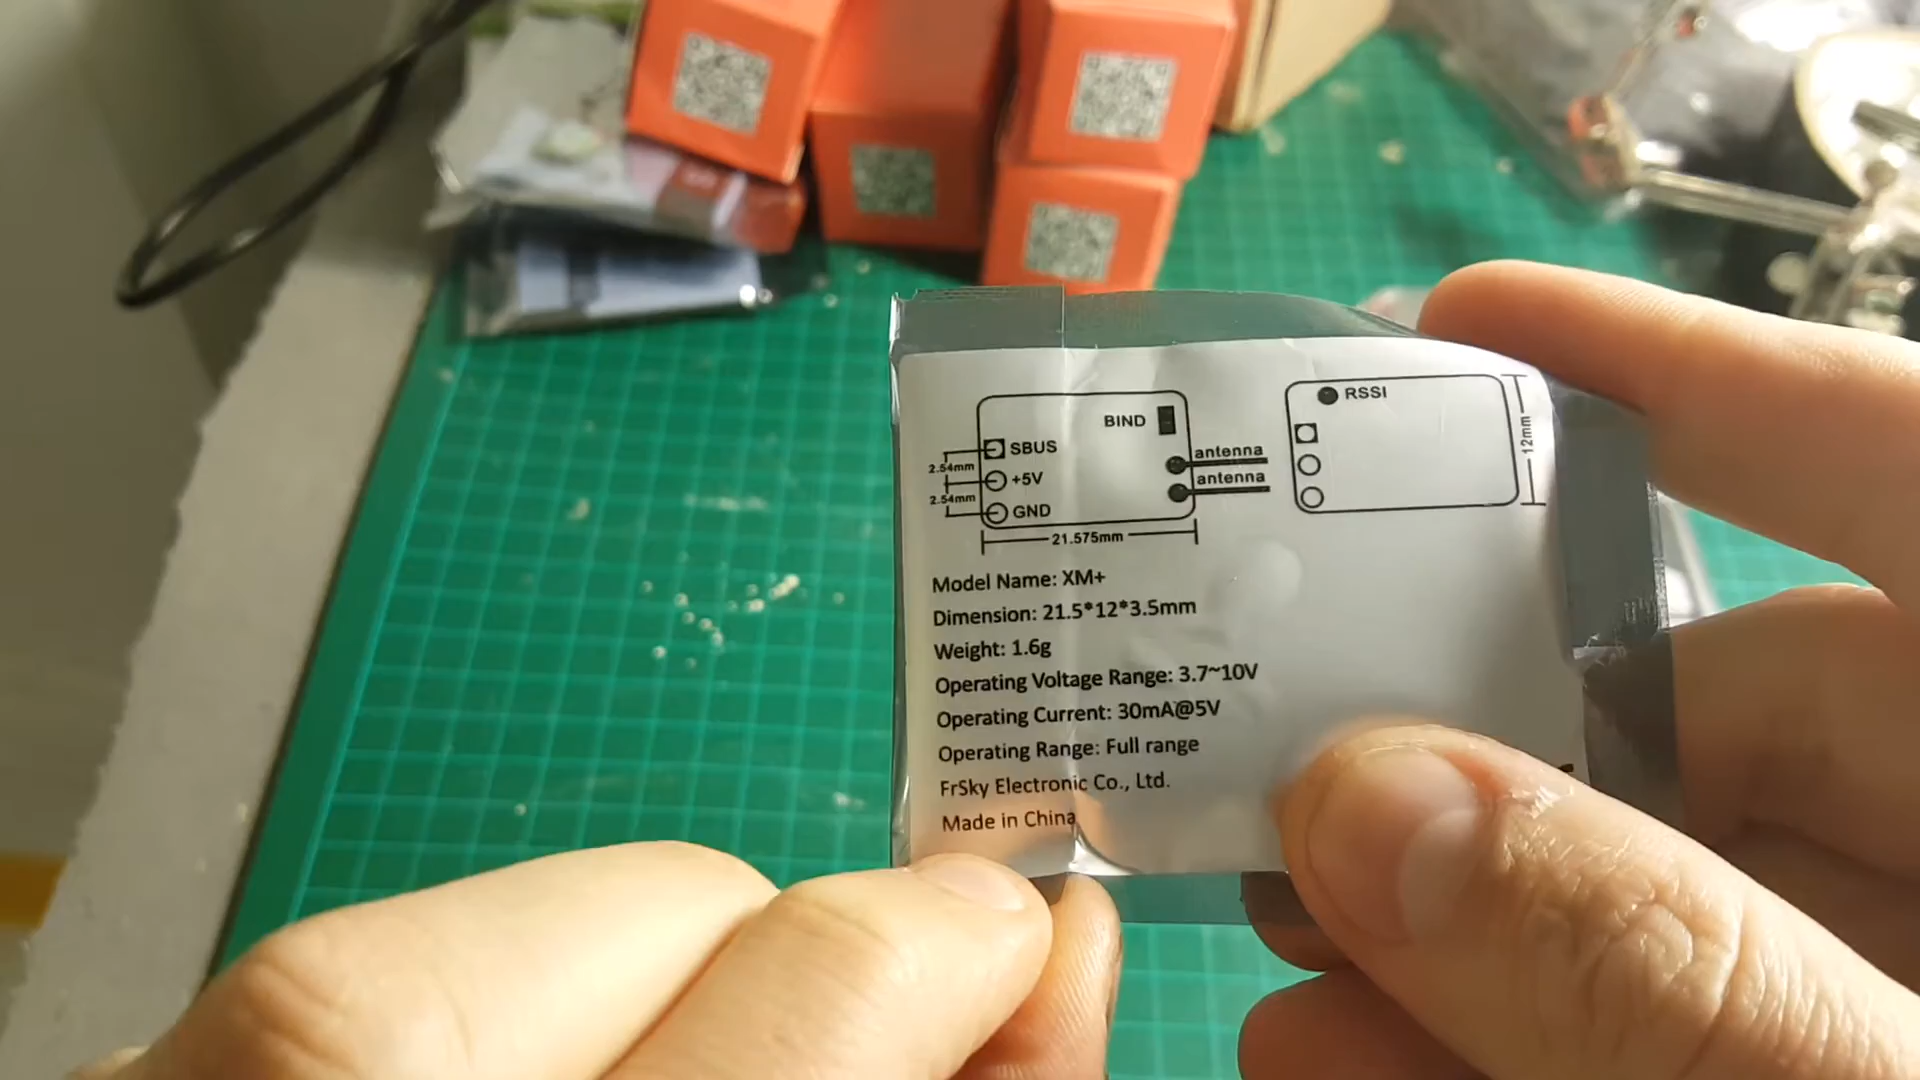 BIND
SBUS
antenna
2.54mm
+5V
antenna
2.54mm
GND
21.575mm
RSSI
12mm
Model Name: XM+
Dimension: 21.5*12*3.5mm
Weight: 1.6g
Operating Voltage Range: 3.7~10V
Operating Current: 30mA@5V
Operating Range: Full range
FrSky Electronic Co., Ltd.
Made in China